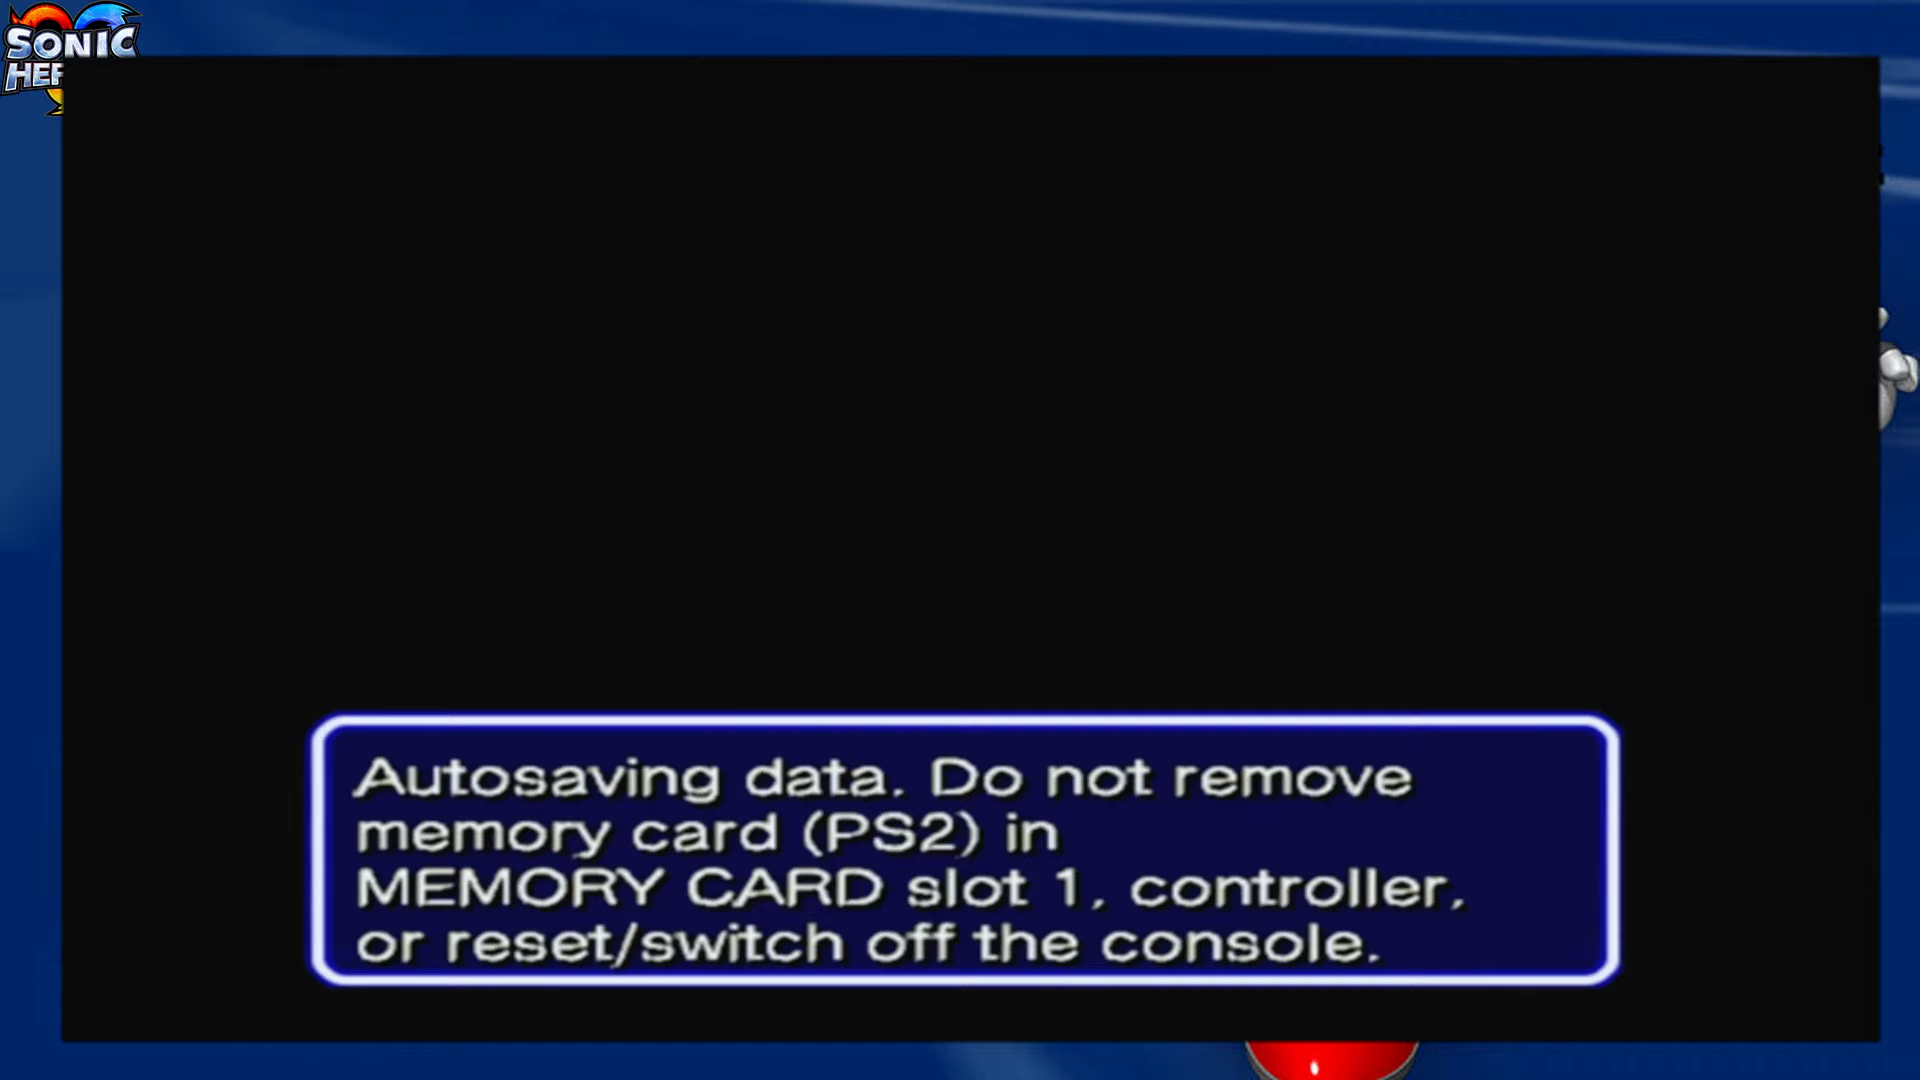 SONIC
HER
Autosaving data. Do not remove
memory card (PS2) in
MEMORY CARD slot 1, controller,
or reset/switch off the console.